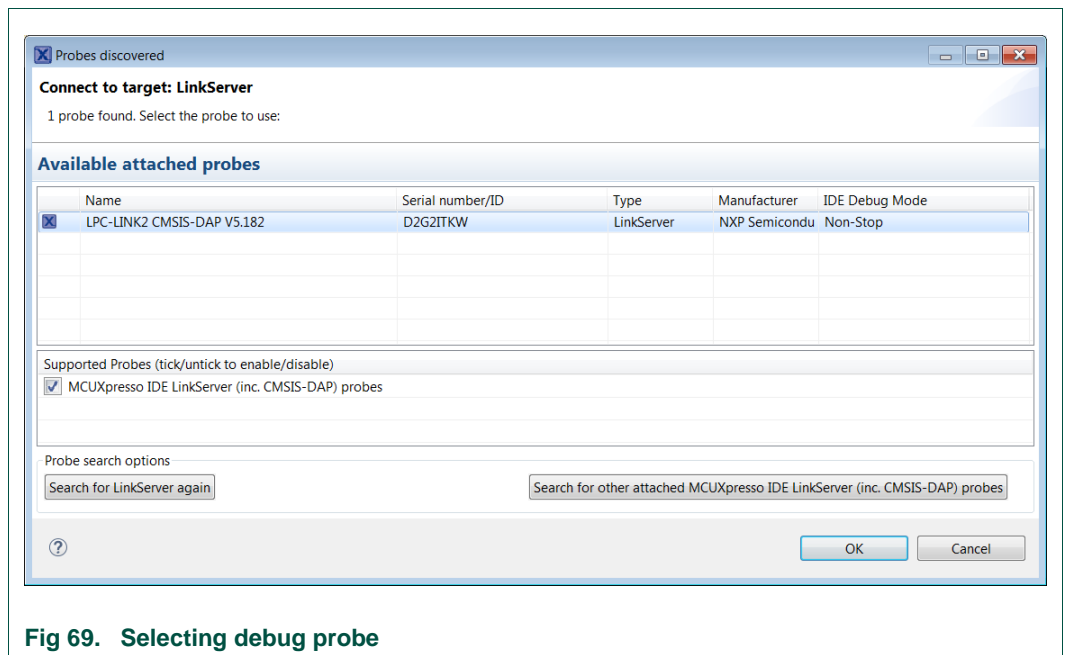 Probes discovered
Connect to target: LinkServer
1 probe found. Select the probe to use:
Available attached probes
Name Serial number/ID Type Manufacturer IDE Debug Mode
LPC-LINK2 CMSIS-DAP V5.182 D2G2ITKW LinkServer NXP Semicondu Non-Stop
Supported Probes (tick/untick to enable/disable)
MCUXpresso IDE LinkServer (inc. CMSIS-DAP) probes
Probe search options
Search for LinkServer again Search for other attached MCUXpresso IDE LinkServer (inc. CMSIS-DAP) probes
? OK Cancel
Fig 69. Selecting debug probe